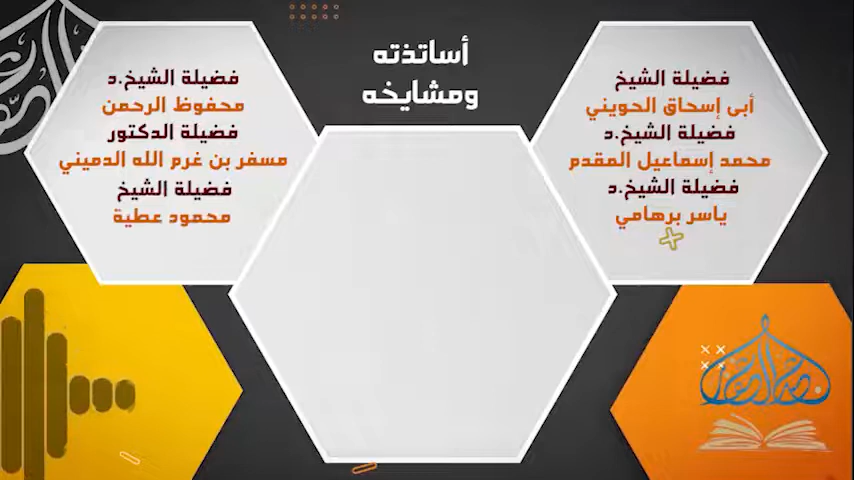 أساتذته
ومشايخه
فضيلة الشيخ
أبى إسحاق الحويني
فضيلة الشيخ.د
محمد إسماعيل المقدم
فضيلة الشيخ.د
ياسر برهامي
فضيلة الشيخ.د
محفوظ الرحمن
فضيلة الدكتور
مسفر بن غرم الله الدميني
فضيلة الشيخ
محمود عطية